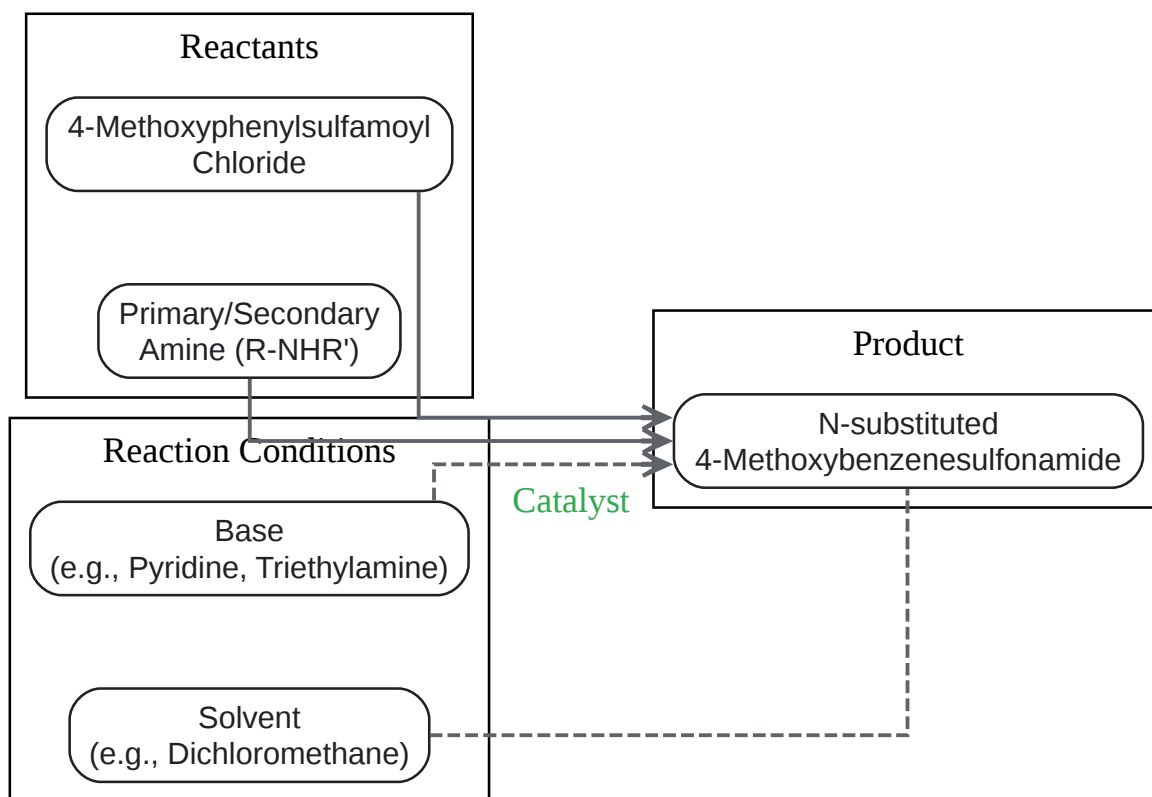 Reactants
4-Methoxyphenylsulfamoyl
Chloride
Primary/Secondary
Amine (R-NHR')
Reaction Conditions
Base
(e.g., Pyridine, Triethylamine)
Solvent
(e.g., Dichloromethane)
Catalyst
Product
N-substituted
4-Methoxybenzenesulfonamide